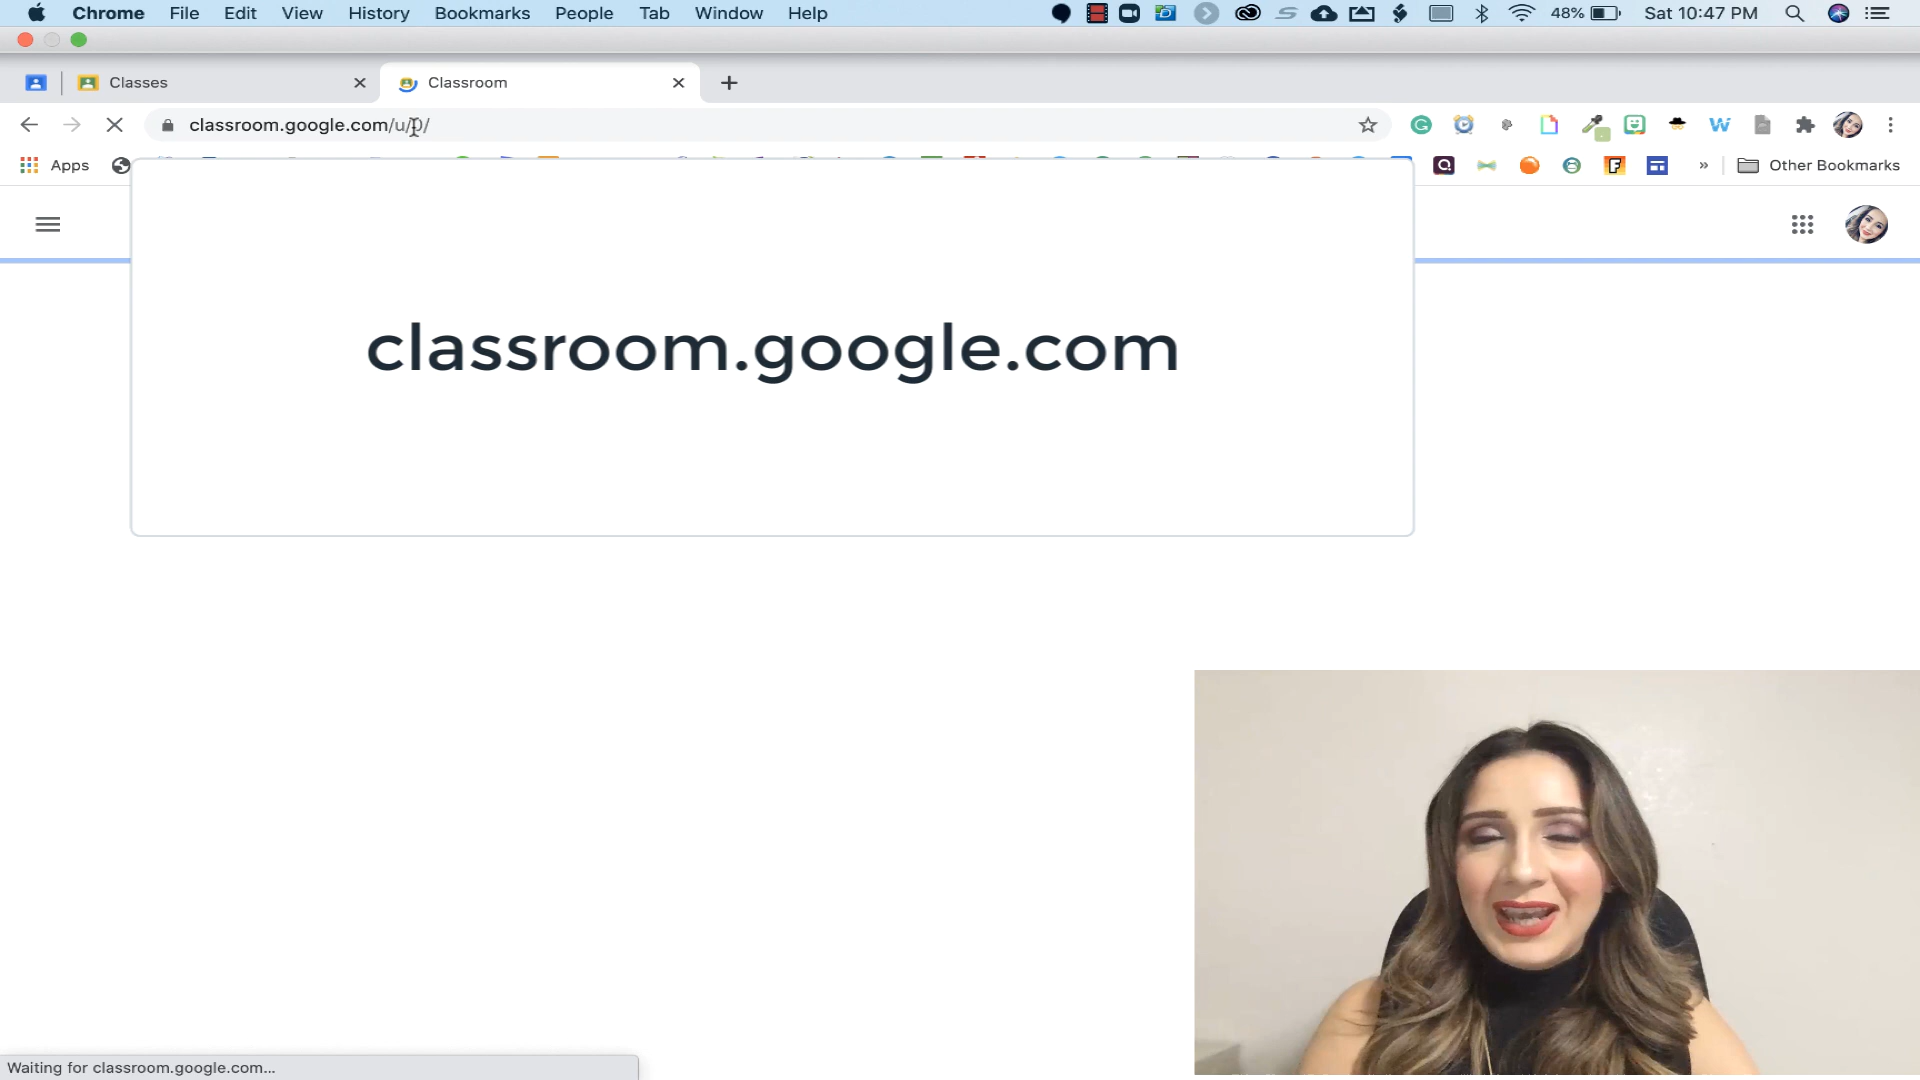 Chrome File Edit View History Bookmarks People Tab Window Help 48% Sat 10:47 PM
Classes Classroom
classroom.google.com/u/0/
Apps Other Bookmarks
classroom.google.com
Waiting for classroom.google.com...